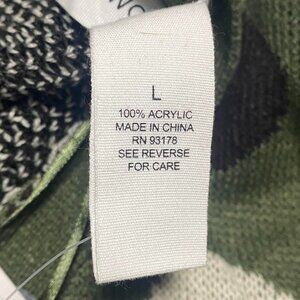 L
100% ACRYLIC
MADE IN CHINA
RN 93178
SEE REVERSE
FOR CARE